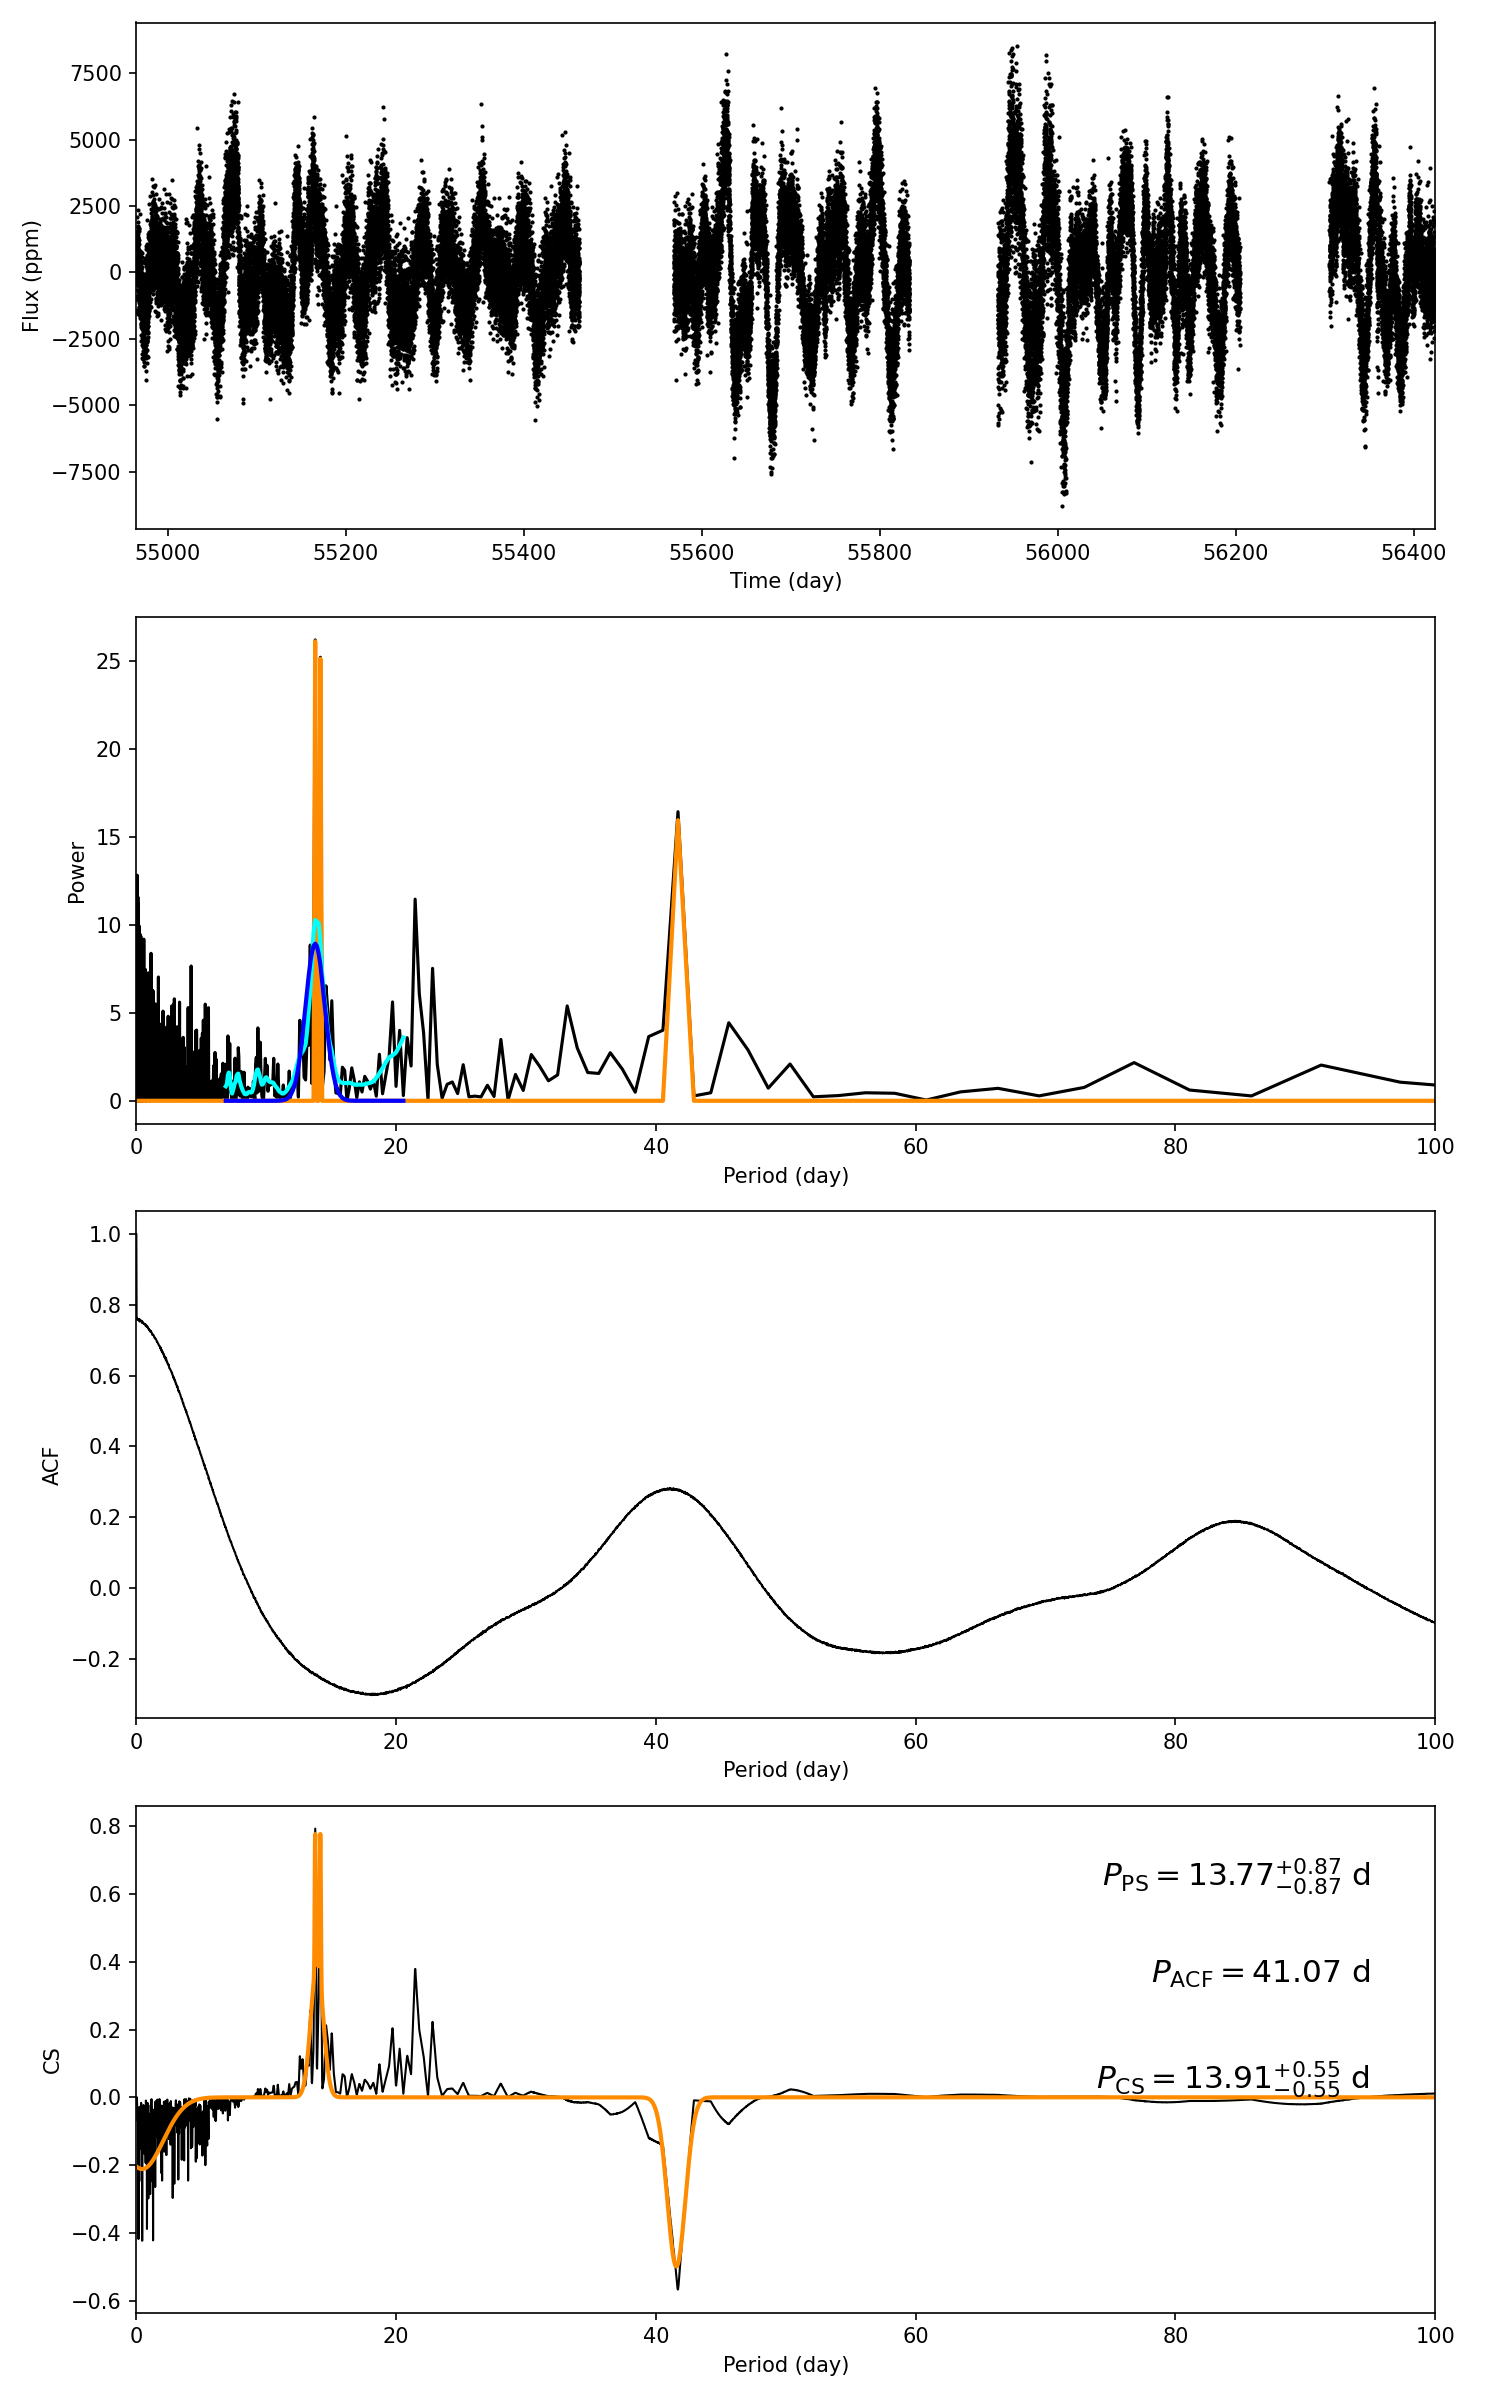 7500
5000
2500
0
−2500
−5000
−7500
Flux (ppm)
55000 55200 55400 55600 55800 56000 56200 56400
Time (day)
25
20
15
10
5
0
Power
0 20 40 60 80 100
Period (day)
1.0
0.8
0.6
0.4
0.2
0.0
−0.2
ACF
0 20 40 60 80 100
Period (day)
0.8
0.6
0.4
0.2
0.0
−0.2
−0.4
−0.6
CS
P_PS = 13.77^{+0.87}_{−0.87} d
P_ACF = 41.07 d
P_CS = 13.91^{+0.55}_{−0.55} d
0 20 40 60 80 100
Period (day)